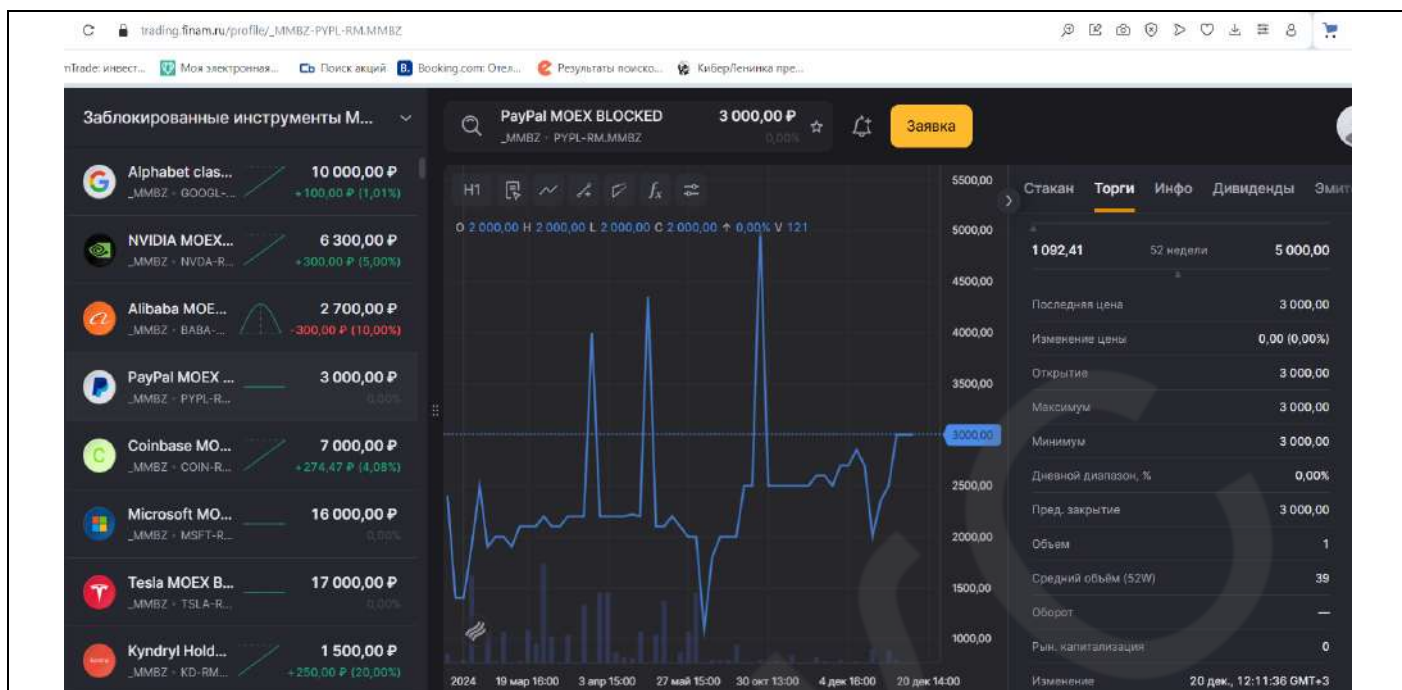 trading.finam.ru/profile/_MMBZ-PYPL-RM.MMBZ
nTrade: инвест... Моя электронная... Поиск акций B. Booking.com: Отел... Результаты поиско... КиберЛенинка пре...
Заблокированные инструменты М...
PayPal MOEX BLOCKED 3 000,00 ₽
_MMBZ · PYPL-RM.MMBZ 0,00%
Заявка
Alphabet clas... 10 000,00 ₽
_MMBZ · GOOGL-... +100,00 ₽ (1,01%)
NVIDIA MOEX... 6 300,00 ₽
_MMBZ · NVDA-R... +300,00 ₽ (5,00%)
Alibaba MOE... 2 700,00 ₽
_MMBZ · BABA-... -300,00 ₽ (10,00%)
PayPal MOEX ... 3 000,00 ₽
_MMBZ · PYPL-R... 0,00%
Coinbase MO... 7 000,00 ₽
_MMBZ · COIN-R... +274,47 ₽ (4,08%)
Microsoft MO... 16 000,00 ₽
_MMBZ · MSFT-R... 0,00%
Tesla MOEX B... 17 000,00 ₽
_MMBZ · TSLA-R... 0,00%
Kyndryl Hold... 1 500,00 ₽
_MMBZ · KD-RM... +250,00 ₽ (20,00%)
H1 fx
O 2 000,00 H 2 000,00 L 2 000,00 C 2 000,00 ↑ 0,00% V 121
5500,00
5000,00
4500,00
4000,00
3500,00
3000,00
2500,00
2000,00
1500,00
1000,00
2024 19 мар 16:00 3 апр 15:00 27 май 15:00 30 окт 13:00 4 дек 16:00 20 дек 14:00
Стакан Торги Инфо Дивиденды Эмит
1 092,41 52 недели 5 000,00
Последняя цена 3 000,00
Изменение цены 0,00 (0,00%)
Открытие 3 000,00
Максимум 3 000,00
Минимум 3 000,00
Дневной диапазон, % 0,00%
Пред. закрытие 3 000,00
Объем 1
Средний объём (52W) 39
Оборот —
Рын. капитализация 0
Изменение 20 дек., 12:11:36 GMT+3